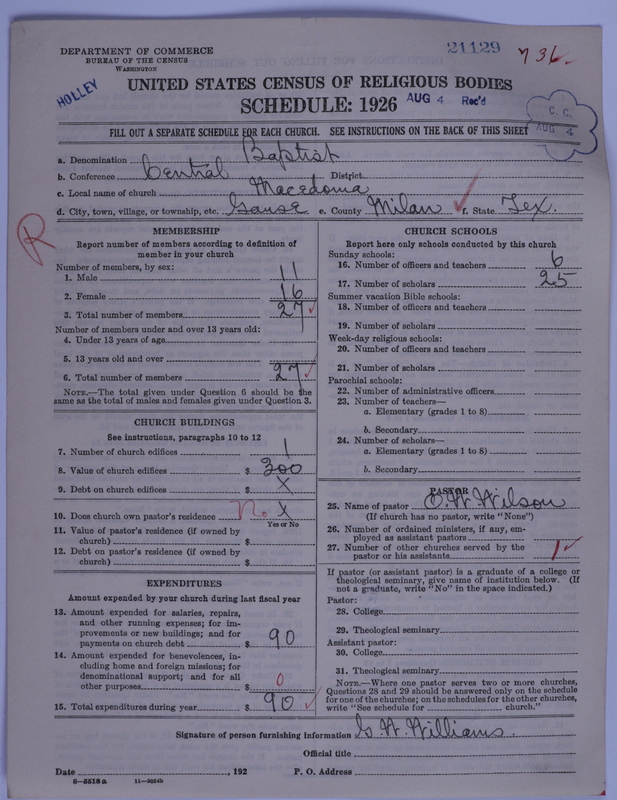 DEPARTMENT OF COMMERCE
BUREAU OF THE CENSUS
WASHINGTON
21129
736.
HOLLEY
UNITED STATES CENSUS OF RELIGIOUS BODIES
SCHEDULE: 1926
AUG 4 Rec'd
C. C.
AUG 4
FILL OUT A SEPARATE SCHEDULE FOR EACH CHURCH. SEE INSTRUCTIONS ON THE BACK OF THIS SHEET
a. Denomination Baptist
b. Conference Central District
c. Local name of church Macedonia
d. City, town, village, or township, etc. Gause e. County Milan ✓ f. State Tex.
R
MEMBERSHIP
Report number of members according to definition of
member in your church
Number of members, by sex:
1. Male 11
2. Female 16
3. Total number of members 27 ✓
Number of members under and over 13 years old:
4. Under 13 years of age
5. 13 years old and over
6. Total number of members 27 ✓
NOTE.—The total given under Question 6 should be the
same as the total of males and females given under Question 3.
CHURCH BUILDINGS
See instructions, paragraphs 10 to 12
7. Number of church edifices 1
8. Value of church edifices $ 300
9. Debt on church edifices $ X
10. Does church own pastor's residence No X
Yes or No
11. Value of pastor's residence (if owned by
church) $
12. Debt on pastor's residence (if owned by
church) $
EXPENDITURES
Amount expended by your church during last fiscal year
13. Amount expended for salaries, repairs,
and other running expenses; for im-
provements or new buildings; and for
payments on church debt $ 90
14. Amount expended for benevolences, in-
cluding home and foreign missions; for
denominational support; and for all
other purposes $ 0
15. Total expenditures during year $ 90 ✓
CHURCH SCHOOLS
Report here only schools conducted by this church
Sunday schools:
16. Number of officers and teachers 6
17. Number of scholars 25
Summer vacation Bible schools:
18. Number of officers and teachers
19. Number of scholars
Week-day religious schools:
20. Number of officers and teachers
21. Number of scholars
Parochial schools:
22. Number of administrative officers
23. Number of teachers—
a. Elementary (grades 1 to 8)
b. Secondary
24. Number of scholars—
a. Elementary (grades 1 to 8)
b. Secondary
PASTOR
25. Name of pastor C. W. Wilson
(If church has no pastor, write "None")
26. Number of ordained ministers, if any, em-
ployed as assistant pastors
27. Number of other churches served by the
pastor or his assistants 1 ✓
If pastor (or assistant pastor) is a graduate of a college or
theological seminary, give name of institution below. (If
not a graduate, write "No" in the space indicated.)
Pastor:
28. College
29. Theological seminary
Assistant pastor:
30. College
31. Theological seminary
NOTE.—Where one pastor serves two or more churches,
Questions 28 and 29 should be answered only on the schedule
for one of the churches; on the schedules for the other churches,
write "See schedule for church."
Signature of person furnishing information G. W. Williams
Official title
Date , 192 P. O. Address
8—5518a 11—9024b